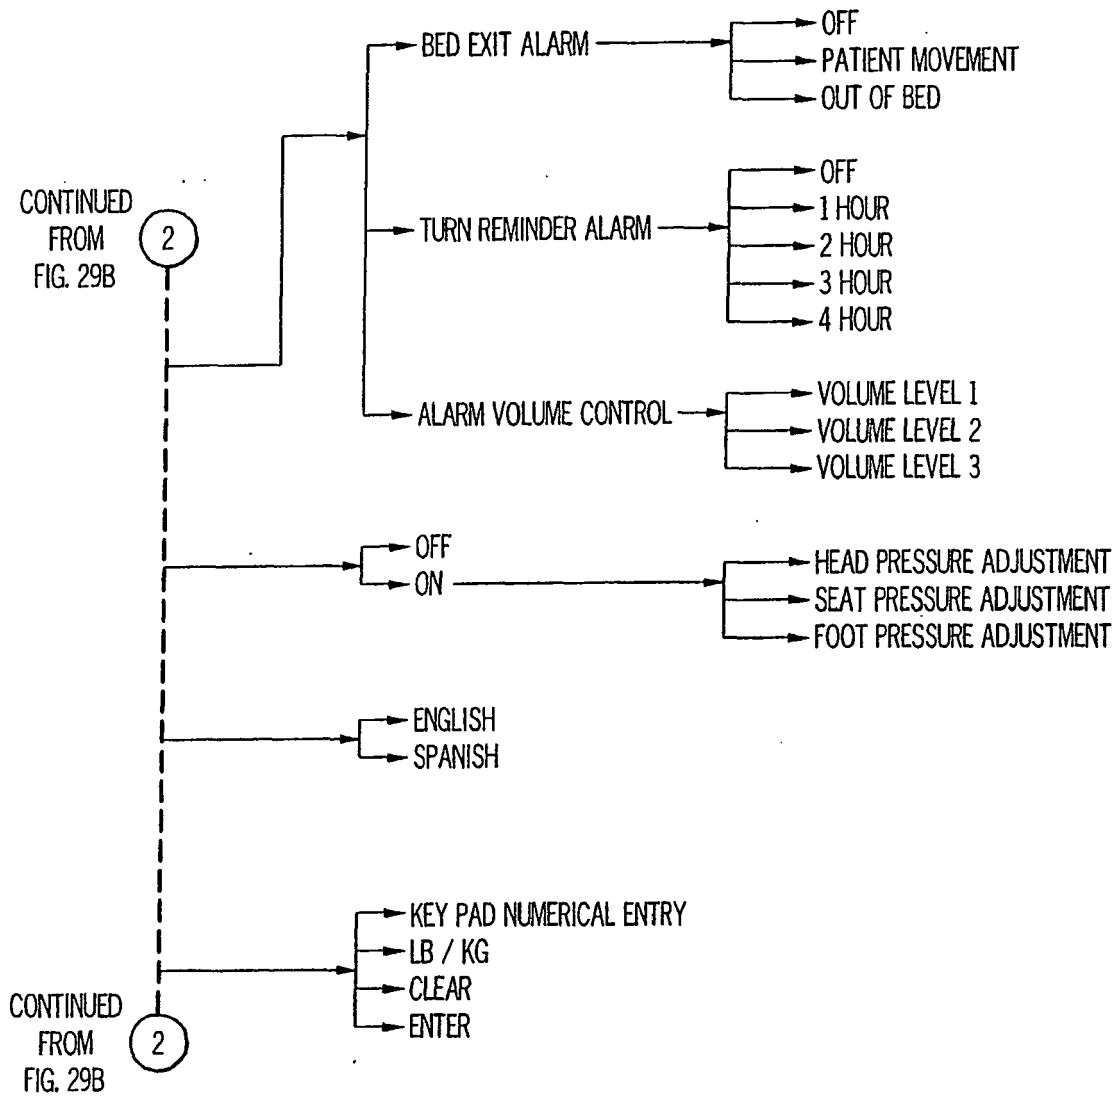 BED EXIT ALARM
OFF
PATIENT MOVEMENT
OUT OF BED
CONTINUED
FROM
FIG. 29B
2
TURN REMINDER ALARM
OFF
1 HOUR
2 HOUR
3 HOUR
4 HOUR
ALARM VOLUME CONTROL
VOLUME LEVEL 1
VOLUME LEVEL 2
VOLUME LEVEL 3
OFF
ON
HEAD PRESSURE ADJUSTMENT
SEAT PRESSURE ADJUSTMENT
FOOT PRESSURE ADJUSTMENT
ENGLISH
SPANISH
KEY PAD NUMERICAL ENTRY
LB / KG
CLEAR
ENTER
CONTINUED
FROM
FIG. 29B
2